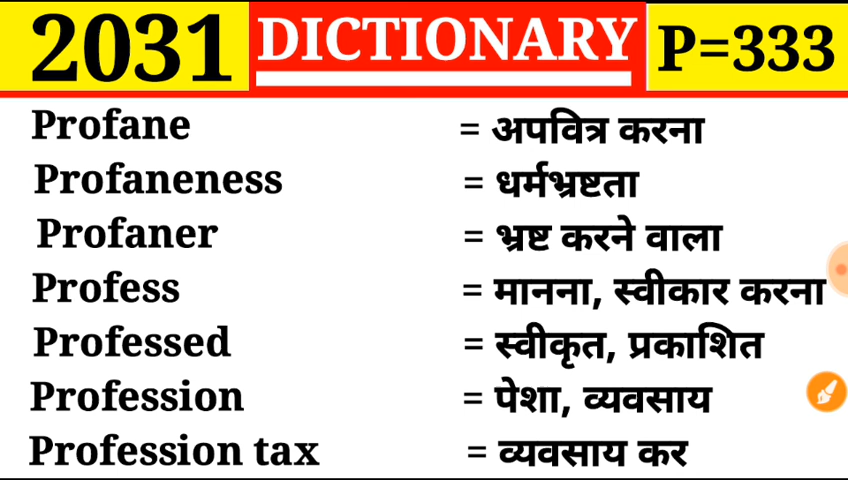 2031 DICTIONARY P=333
Profane = अपवित्र करना
Profaneness = धर्मभ्रष्टता
Profaner = भ्रष्ट करने वाला
Profess = मानना, स्वीकार करना
Professed = स्वीकृत, प्रकाशित
Profession = पेशा, व्यवसाय
Profession tax = व्यवसाय कर